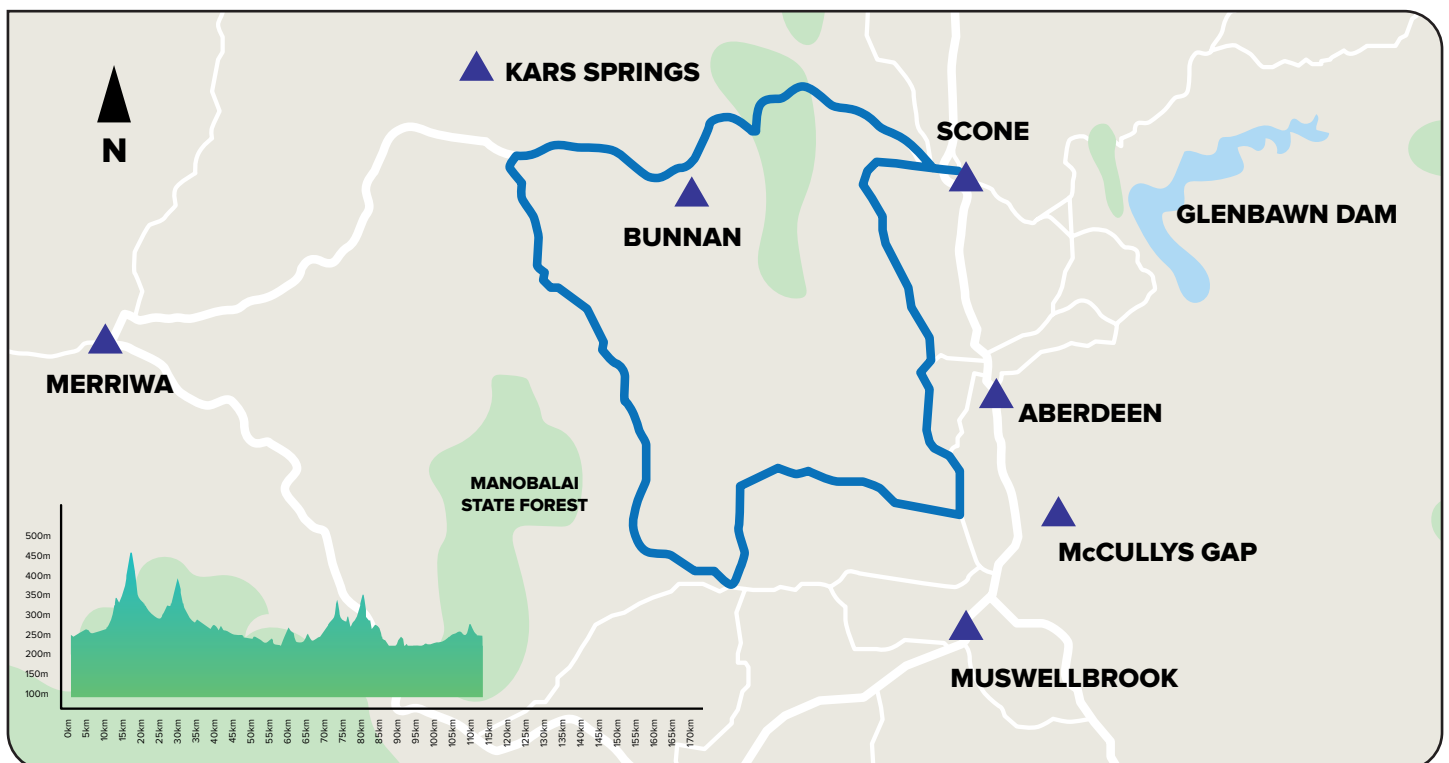 KARS SPRINGS
N
SCONE
GLENBAWN DAM
BUNNAN
MERRIWA
ABERDEEN
MANOBALAI
STATE FOREST
McCULLYS GAP
MUSWELLBROOK
500m
450m
400m
350m
300m
250m
200m
150m
100m
0km
5km
10km
15km
20km
25km
30km
35km
40km
45km
50km
55km
60km
65km
70km
75km
80km
85km
90km
95km
100km
105km
110km
115km
120km
125km
130km
135km
140km
145km
150km
155km
160km
165km
170km